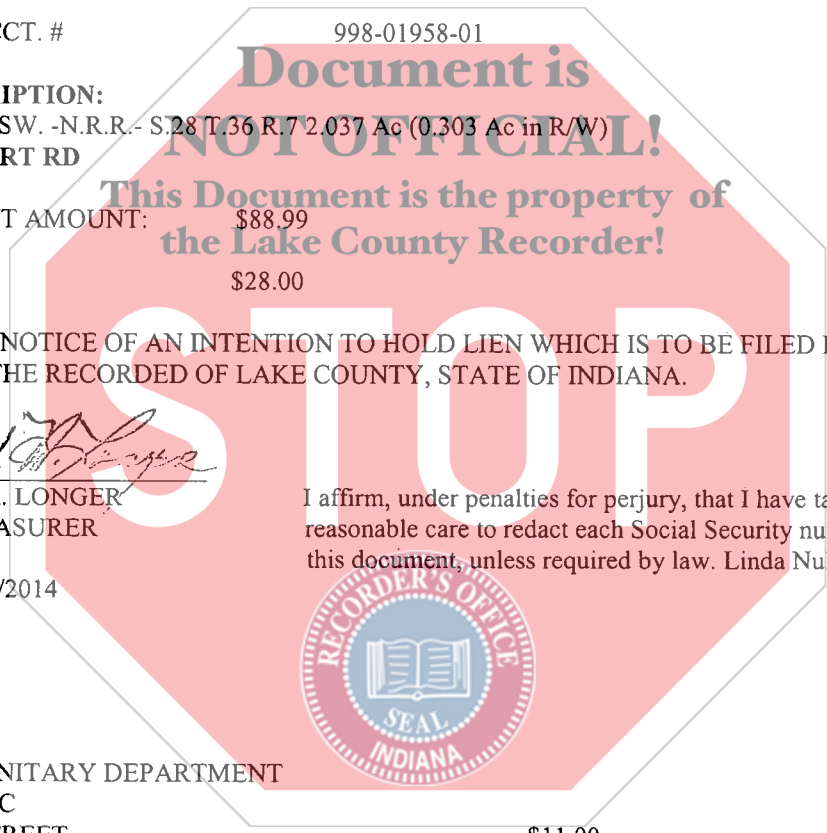 CCT. # 998-01958-01
Document is
IPTION:
SW. -N.R.R.- S.28 T.36 R.7 2.037 Ac (0.303 Ac in R/W)
NOT OFFICIAL!
RT RD
This Document is the property of
T AMOUNT: $88.99
the Lake County Recorder!
$28.00
NOTICE OF AN INTENTION TO HOLD LIEN WHICH IS TO BE FILED
THE RECORDED OF LAKE COUNTY, STATE OF INDIANA.
STOP
. LONGER I affirm, under penalties for perjury, that I have ta
ASURER reasonable care to redact each Social Security nu
this document, unless required by law. Linda Nu
/2014
RECORDER'S OFFICE
SEAL
INDIANA
NITARY DEPARTMENT
C
TREET $11.00